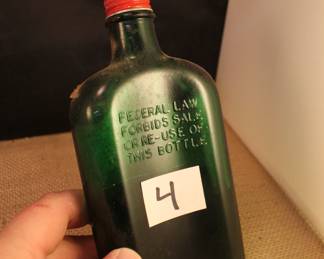 FEDERAL LAW
FORBIDS SALE
OR RE-USE OF
THIS BOTTLE
4